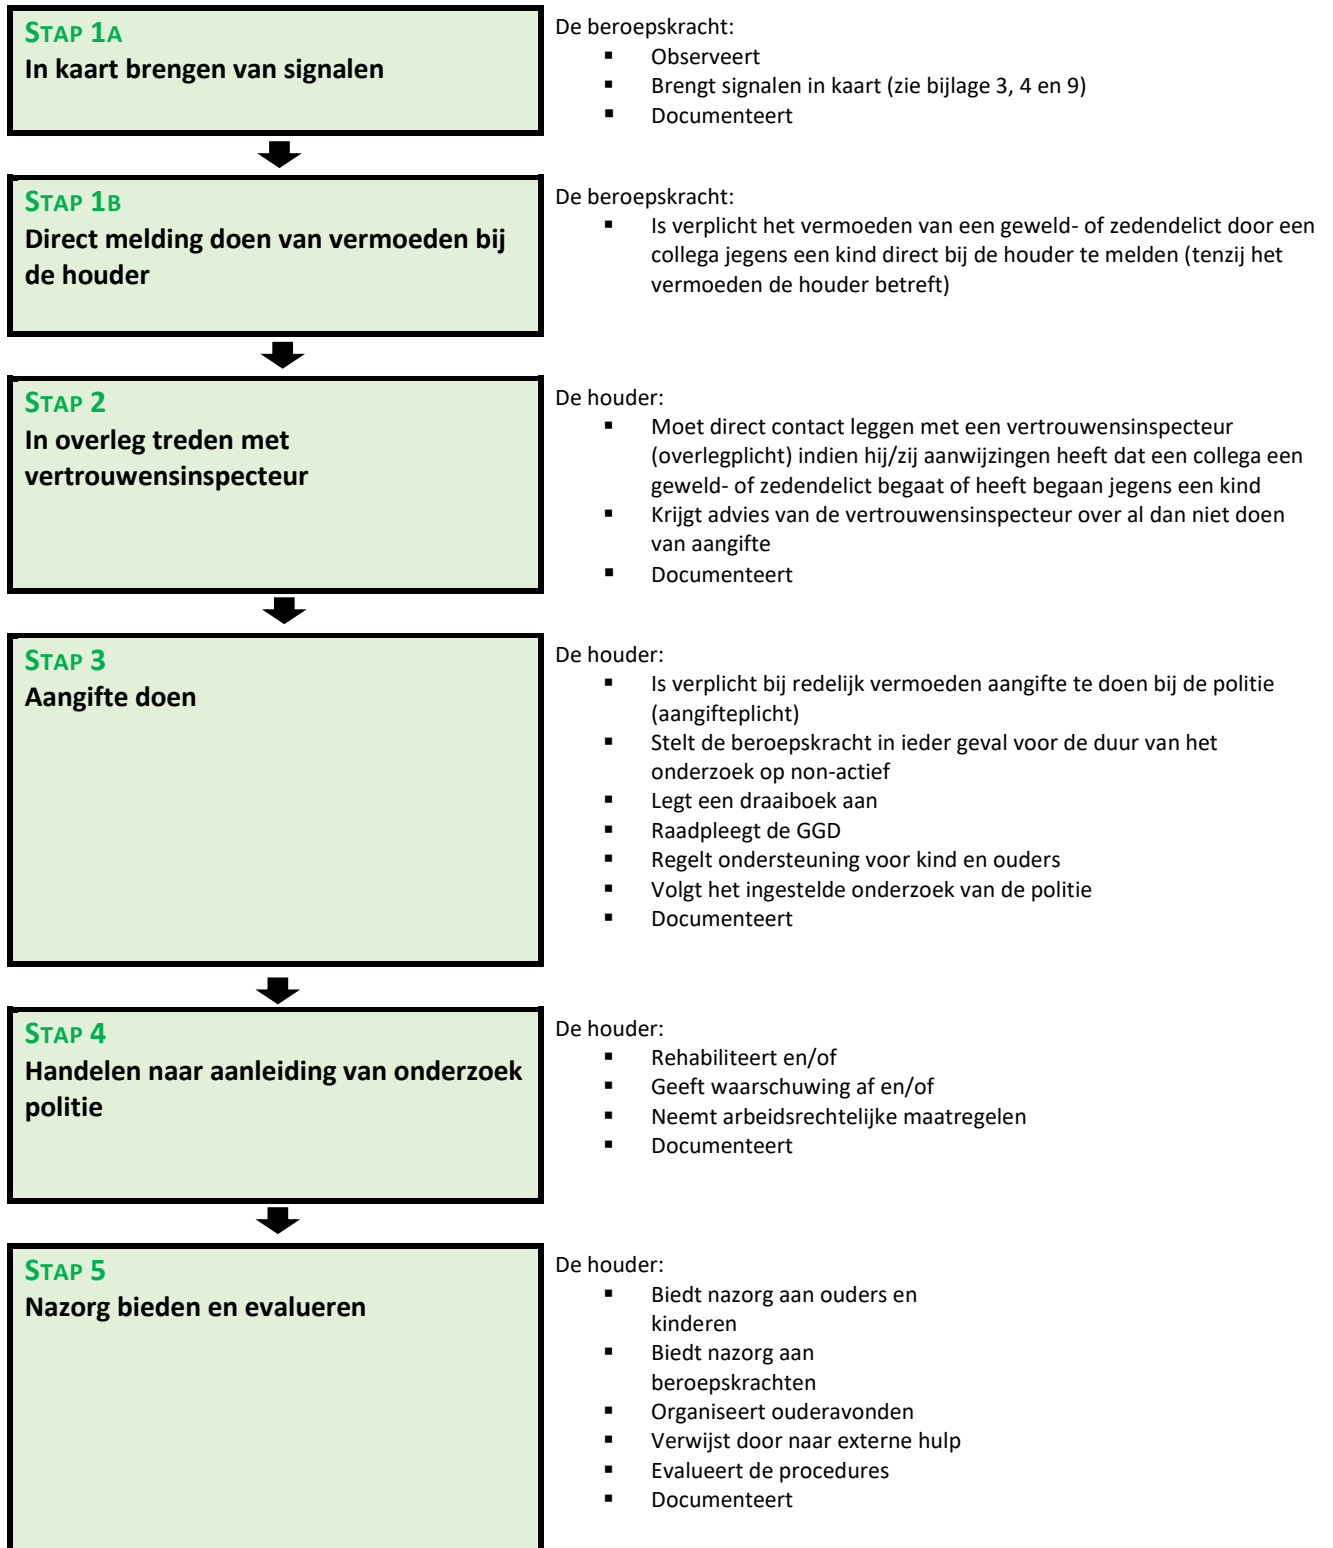 STAP 1A
In kaart brengen van signalen
De beroepskracht:
▪ Observeert
▪ Brengt signalen in kaart (zie bijlage 3, 4 en 9)
▪ Documenteert
STAP 1B
Direct melding doen van vermoeden bij
de houder
De beroepskracht:
▪ Is verplicht het vermoeden van een geweld- of zedendelict door een
collega jegens een kind direct bij de houder te melden (tenzij het
vermoeden de houder betreft)
STAP 2
In overleg treden met
vertrouwensinspecteur
De houder:
▪ Moet direct contact leggen met een vertrouwensinspecteur
(overlegplicht) indien hij/zij aanwijzingen heeft dat een collega een
geweld- of zedendelict begaat of heeft begaan jegens een kind
▪ Krijgt advies van de vertrouwensinspecteur over al dan niet doen
van aangifte
▪ Documenteert
STAP 3
Aangifte doen
De houder:
▪ Is verplicht bij redelijk vermoeden aangifte te doen bij de politie
(aangifteplicht)
▪ Stelt de beroepskracht in ieder geval voor de duur van het
onderzoek op non-actief
▪ Legt een draaiboek aan
▪ Raadpleegt de GGD
▪ Regelt ondersteuning voor kind en ouders
▪ Volgt het ingestelde onderzoek van de politie
▪ Documenteert
STAP 4
Handelen naar aanleiding van onderzoek
politie
De houder:
▪ Rehabiliteert en/of
▪ Geeft waarschuwing af en/of
▪ Neemt arbeidsrechtelijke maatregelen
▪ Documenteert
STAP 5
Nazorg bieden en evalueren
De houder:
▪ Biedt nazorg aan ouders en
kinderen
▪ Biedt nazorg aan
beroepskrachten
▪ Organiseert ouderavonden
▪ Verwijst door naar externe hulp
▪ Evalueert de procedures
▪ Documenteert